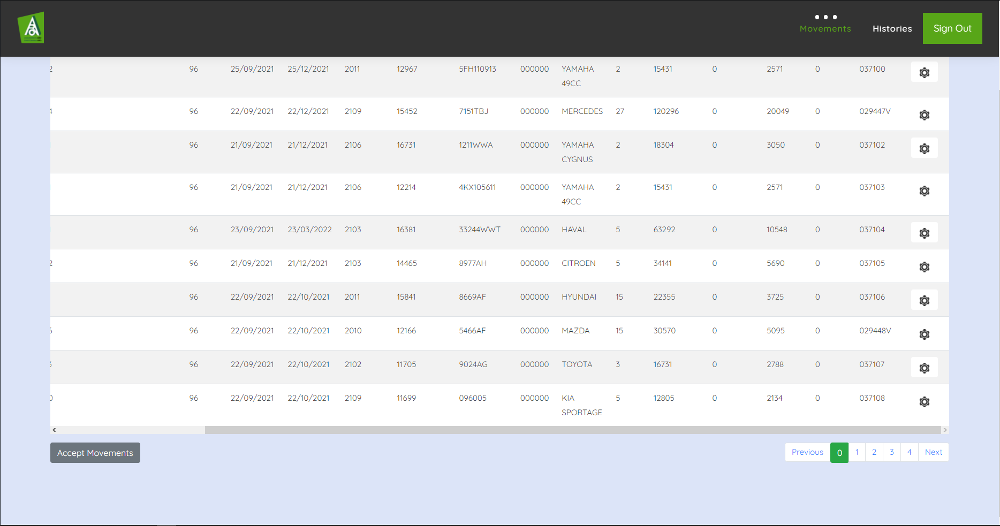 Movements
Histories
Sign Out
2 96 25/09/2021 25/12/2021 2011 12967 5FH110913 000000 YAMAHA 2 15431 0 2571 0 037100
49CC
4 96 22/09/2021 22/12/2021 2109 15452 7151TBJ 000000 MERCEDES 27 120296 0 20049 0 029447V
96 21/09/2021 21/12/2021 2106 16731 1211WWA 000000 YAMAHA 2 18304 0 3050 0 037102
CYGNUS
96 21/09/2021 21/12/2021 2106 12214 4KX105611 000000 YAMAHA 2 15431 0 2571 0 037103
49CC
96 23/09/2021 23/03/2022 2103 16381 33244WWT 000000 HAVAL 5 63292 0 10548 0 037104
2 96 21/09/2021 21/12/2021 2103 14465 8977AH 000000 CITROEN 5 34141 0 5690 0 037105
96 22/09/2021 22/10/2021 2011 15841 8669AF 000000 HYUNDAI 15 22355 0 3725 0 037106
96 22/09/2021 22/10/2021 2010 12166 5466AF 000000 MAZDA 15 30570 0 5095 0 029448V
96 22/09/2021 22/10/2021 2102 11705 9024AG 000000 TOYOTA 3 16731 0 2788 0 037107
0 96 22/09/2021 22/10/2021 2109 11699 096005 000000 KIA 5 12805 0 2134 0 037108
SPORTAGE
Accept Movements
Previous 0 1 2 3 4 Next